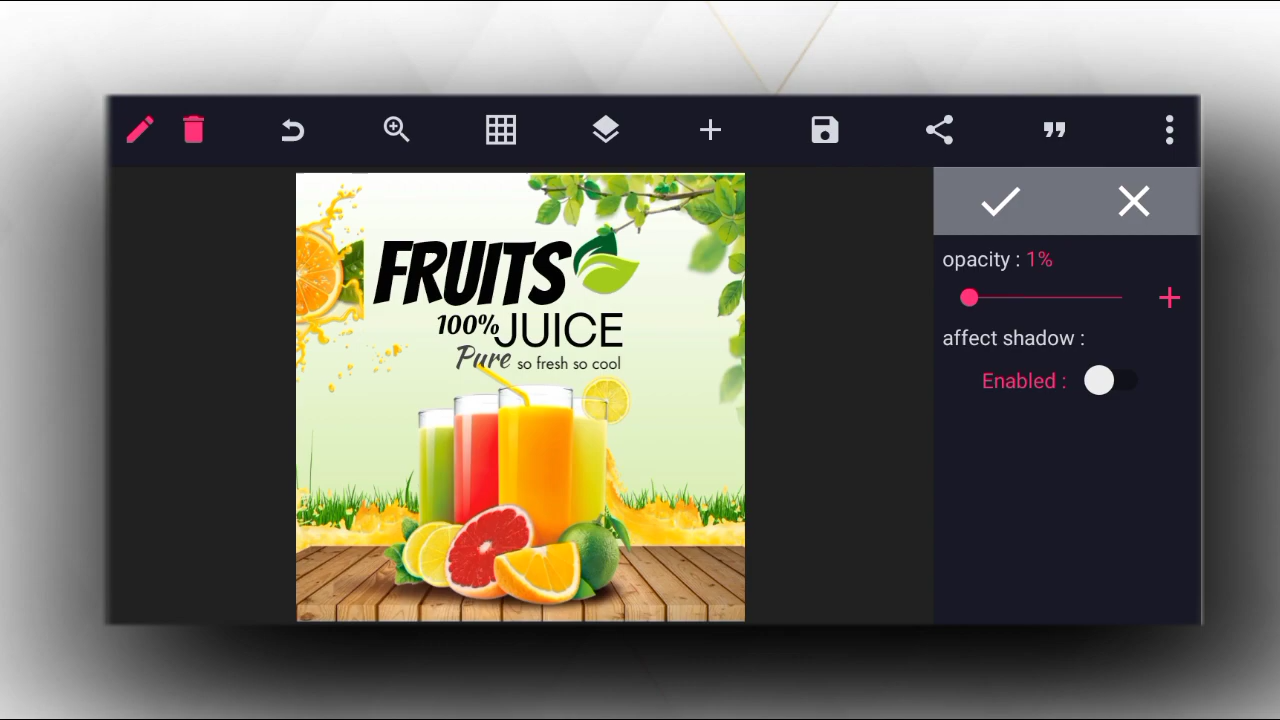 FRUITS
100% JUICE
Pure so fresh so cool
opacity : 1%
affect shadow :
Enabled :